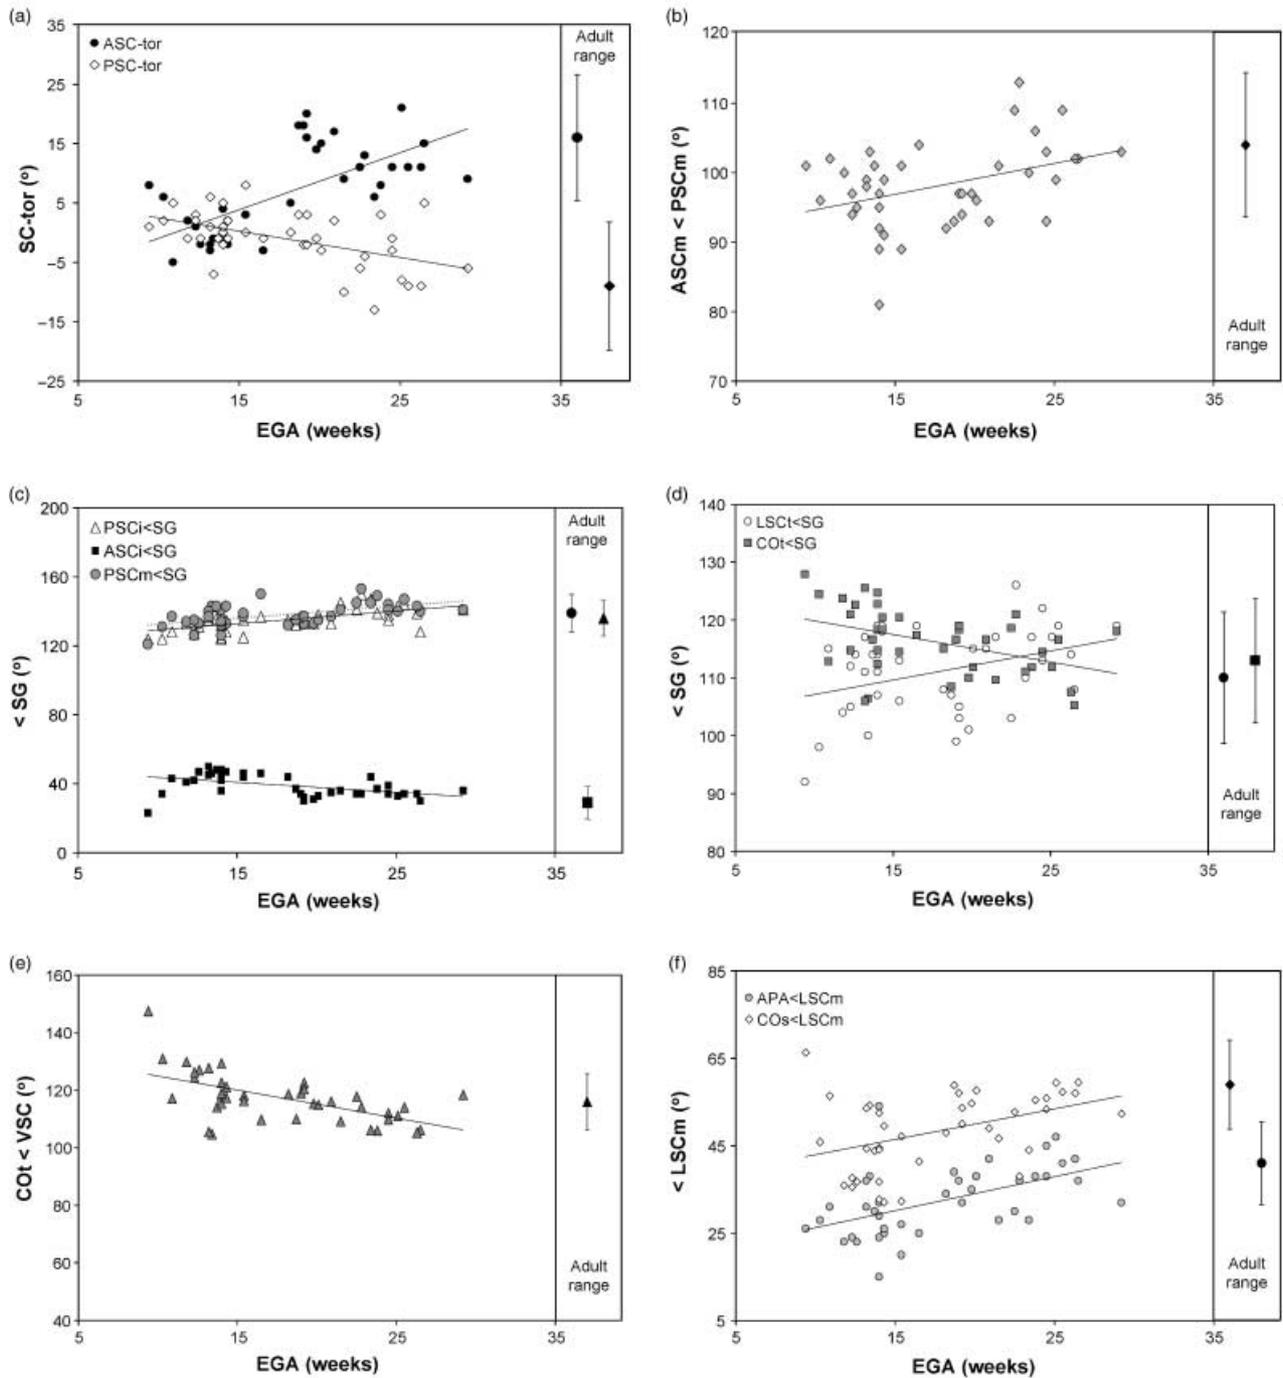 (a)
35
25
15
5
−5
−15
−25
SC-tor (°)
ASC-tor
PSC-tor
Adult
range
5
15
25
35
EGA (weeks)
(b)
120
110
100
90
80
70
ASCm < PSCm (°)
Adult
range
5
15
25
35
EGA (weeks)
(c)
200
160
120
80
40
0
< SG (°)
PSCi<SG
ASCi<SG
PSCm<SG
Adult
range
5
15
25
35
EGA (weeks)
(d)
140
130
120
110
100
90
80
< SG (°)
LSCt<SG
COt<SG
Adult
range
5
15
25
35
EGA (weeks)
(e)
160
140
120
100
80
60
40
COt < VSC (°)
Adult
range
5
15
25
35
EGA (weeks)
(f)
85
65
45
25
5
< LSCm (°)
APA<LSCm
COs<LSCm
Adult
range
5
15
25
35
EGA (weeks)